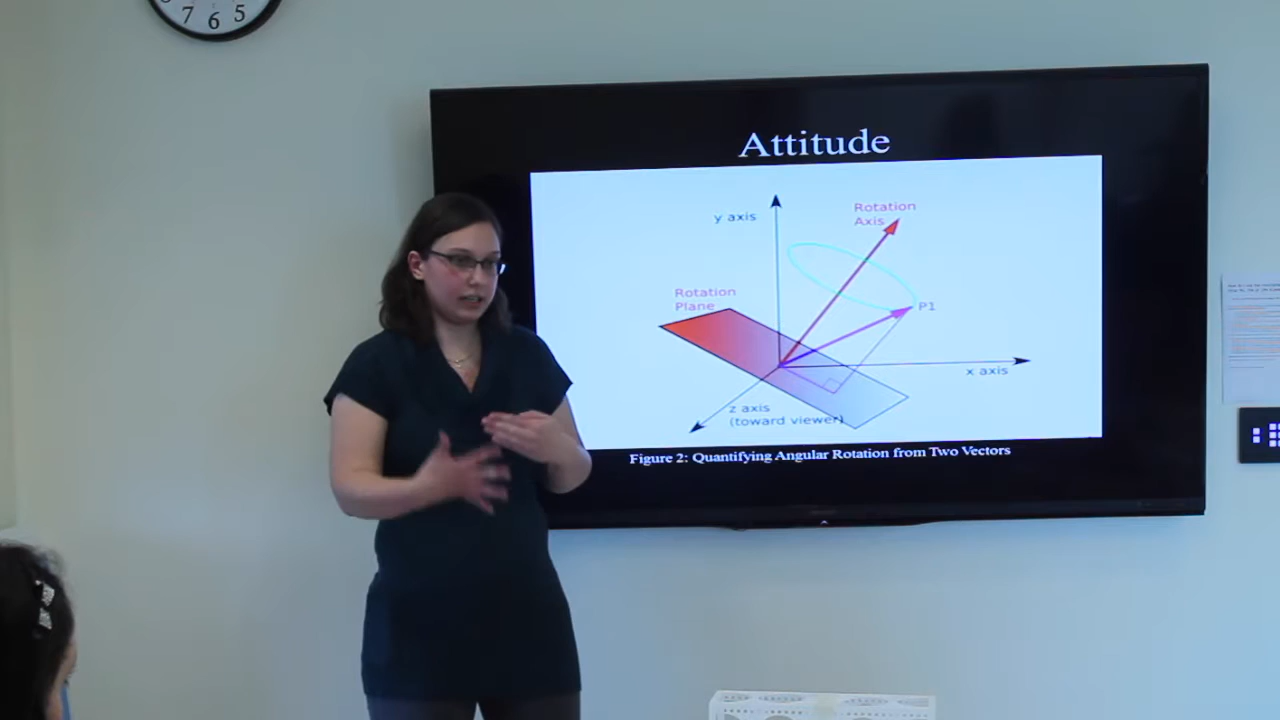 7 6 5
Attitude
y axis
Rotation
Axis
Rotation
Plane
P1
x axis
z axis
(toward viewer)
Figure 2: Quantifying Angular Rotation from Two Vectors